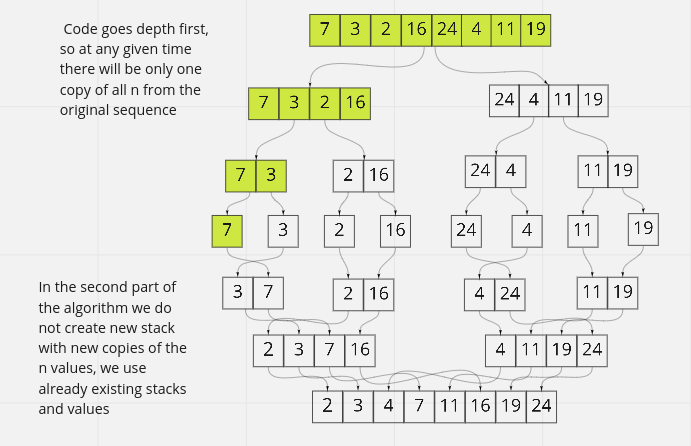 Code goes depth first,
so at any given time
there will be only one
copy of all n from the
original sequence
7 3 2 16 24 4 11 19
7 3 2 16
24 4 11 19
7 3
2 16
24 4
11 19
7
3
2
16
24
4
11
19
3 7
2 16
4 24
11 19
In the second part of
the algorithm we do
not create new stack
with new copies of the
n values, we use
already existing stacks
and values
2 3 7 16
4 11 19 24
2 3 4 7 11 16 19 24